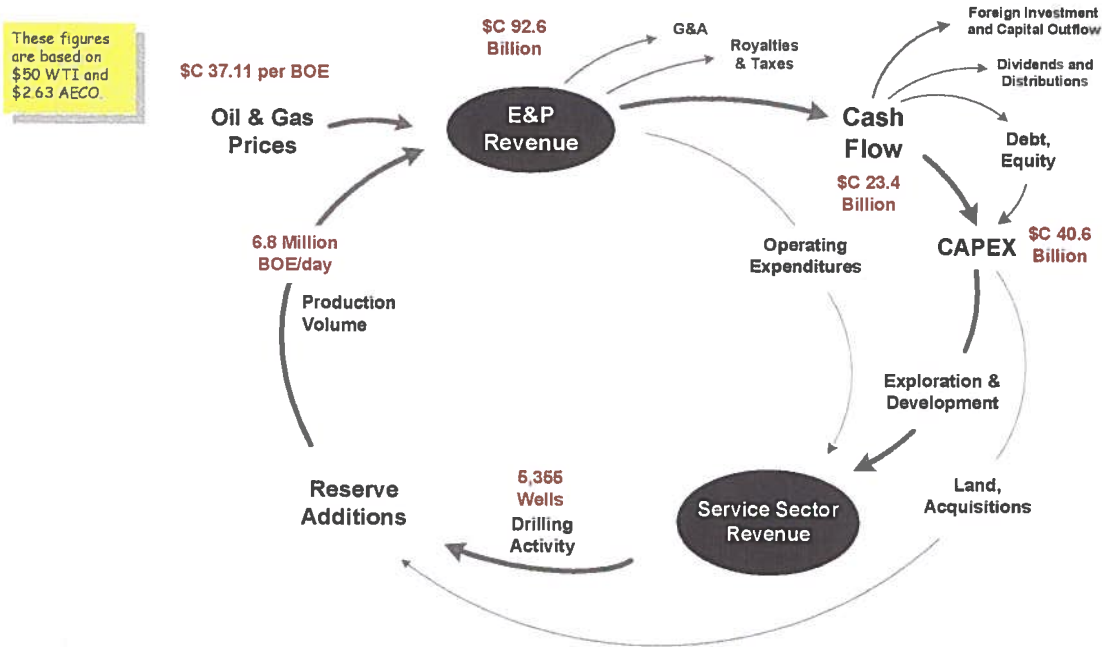 These figures
are based on
$50 WTI and
$2.63 AECO.
$C 37.11 per BOE
Oil & Gas
Prices
$C 92.6
Billion
E&P
Revenue
G&A
Royalties
& Taxes
Foreign Investment
and Capital Outflow
Dividends and
Distributions
Cash
Flow
$C 23.4
Billion
Debt,
Equity
CAPEX
$C 40.6
Billion
6.8 Million
BOE/day
Production
Volume
Operating
Expenditures
Exploration &
Development
Reserve
Additions
5,355
Wells
Drilling
Activity
Service Sector
Revenue
Land,
Acquisitions